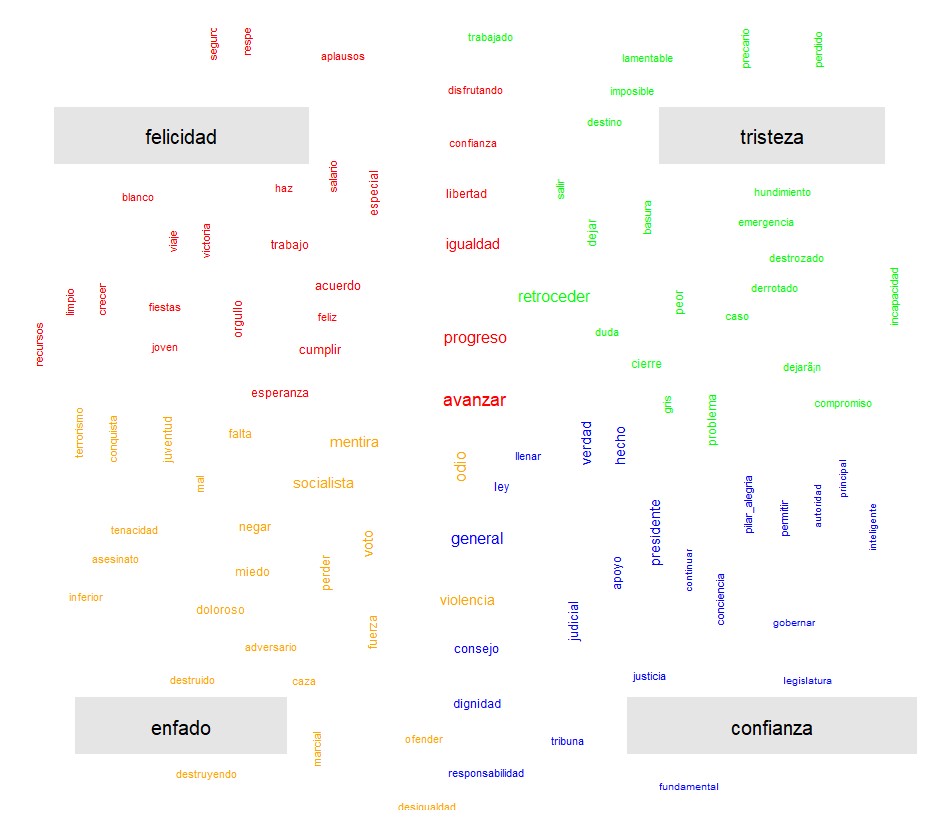 seguro
respe
aplausos
trabajado
lamentable
precario
perdido
disfrutando
imposible
destino
felicidad
tristeza
confianza
blanco
haz
salario
especial
libertad
salir
hundimiento
viaje
victoria
trabajo
igualdad
dejar
basura
emergencia
destrozado
limpio
crecer
fiestas
orgullo
acuerdo
feliz
retroceder
peor
derrotado
caso
incapacidad
recursos
joven
cumplir
progreso
duda
cierre
dejarã¡n
esperanza
avanzar
gris
problema
compromiso
terrorismo
conquista
juventud
falta
mentira
odio
llenar
verdad
hecho
mal
socialista
ley
pilar_alegria
permitir
autoridad
principal
inteligente
tenacidad
negar
voto
general
presidente
asesinato
miedo
perder
apoyo
continuar
conciencia
inferior
doloroso
fuerza
violencia
judicial
gobernar
adversario
consejo
destruido
caza
justicia
legislatura
dignidad
enfado
confianza
marcial
ofender
tribuna
destruyendo
responsabilidad
fundamental
desigualdad